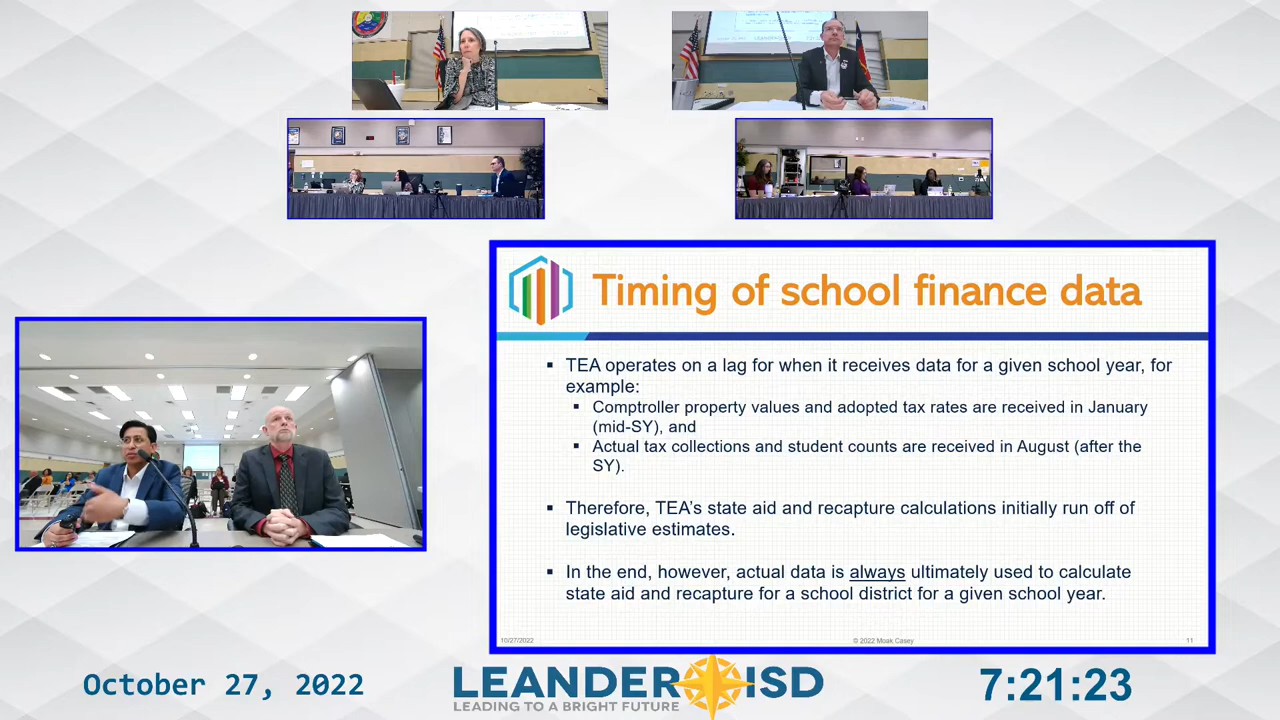 Timing of school finance data
▪ TEA operates on a lag for when it receives data for a given school year, for
example:
▪ Comptroller property values and adopted tax rates are received in January
(mid-SY), and
▪ Actual tax collections and student counts are received in August (after the
SY).
▪ Therefore, TEA's state aid and recapture calculations initially run off of
legislative estimates.
▪ In the end, however, actual data is always ultimately used to calculate
state aid and recapture for a school district for a given school year.
10/27/2022
© 2022 Moak Casey
11
October 27, 2022
LEANDER ISD
LEADING TO A BRIGHT FUTURE
7:21:23